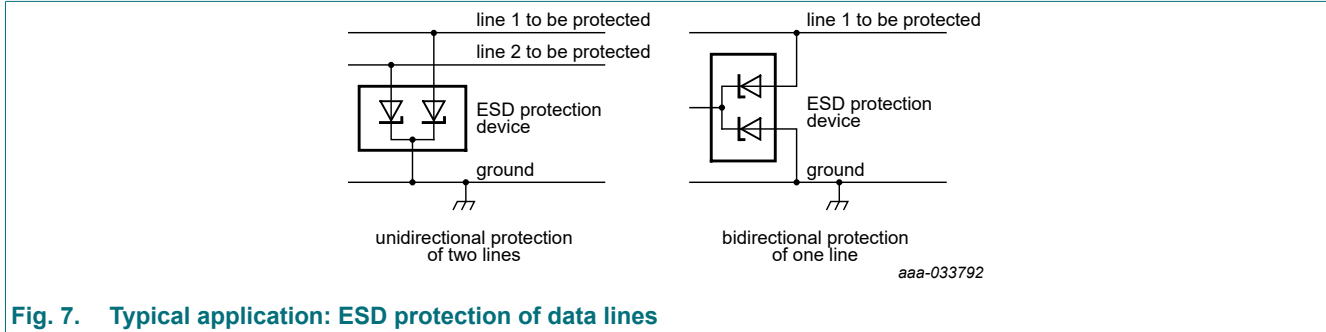 line 1 to be protected
line 2 to be protected
ESD protection
device
ground
unidirectional protection
of two lines
line 1 to be protected
ESD protection
device
ground
bidirectional protection
of one line
aaa-033792
Fig. 7. Typical application: ESD protection of data lines